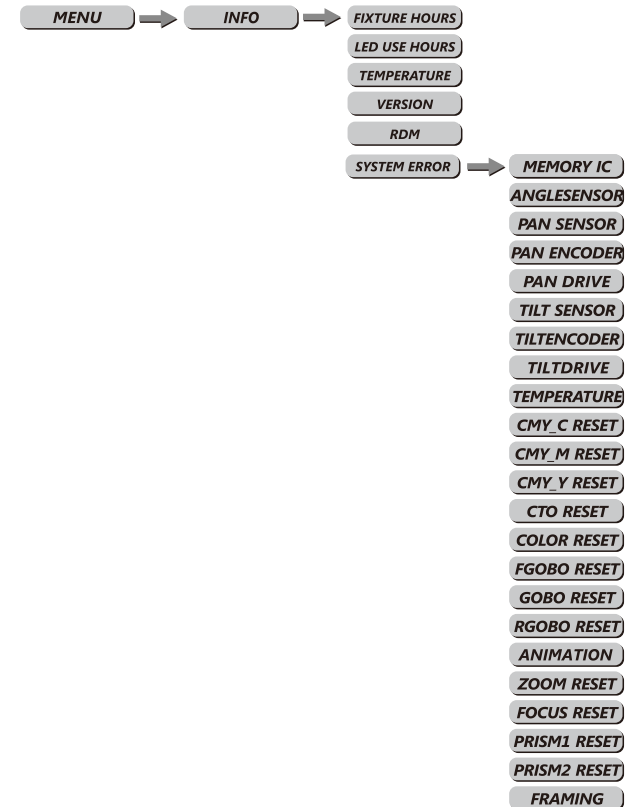 MENU
INFO
FIXTURE HOURS
LED USE HOURS
TEMPERATURE
VERSION
RDM
SYSTEM ERROR
MEMORY IC
ANGLESENSOR
PAN SENSOR
PAN ENCODER
PAN DRIVE
TILT SENSOR
TILTENCODER
TILTDRIVE
TEMPERATURE
CMY_C RESET
CMY_M RESET
CMY_Y RESET
CTO RESET
COLOR RESET
FGOBO RESET
GOBO RESET
RGOBO RESET
ANIMATION
ZOOM RESET
FOCUS RESET
PRISM1 RESET
PRISM2 RESET
FRAMING